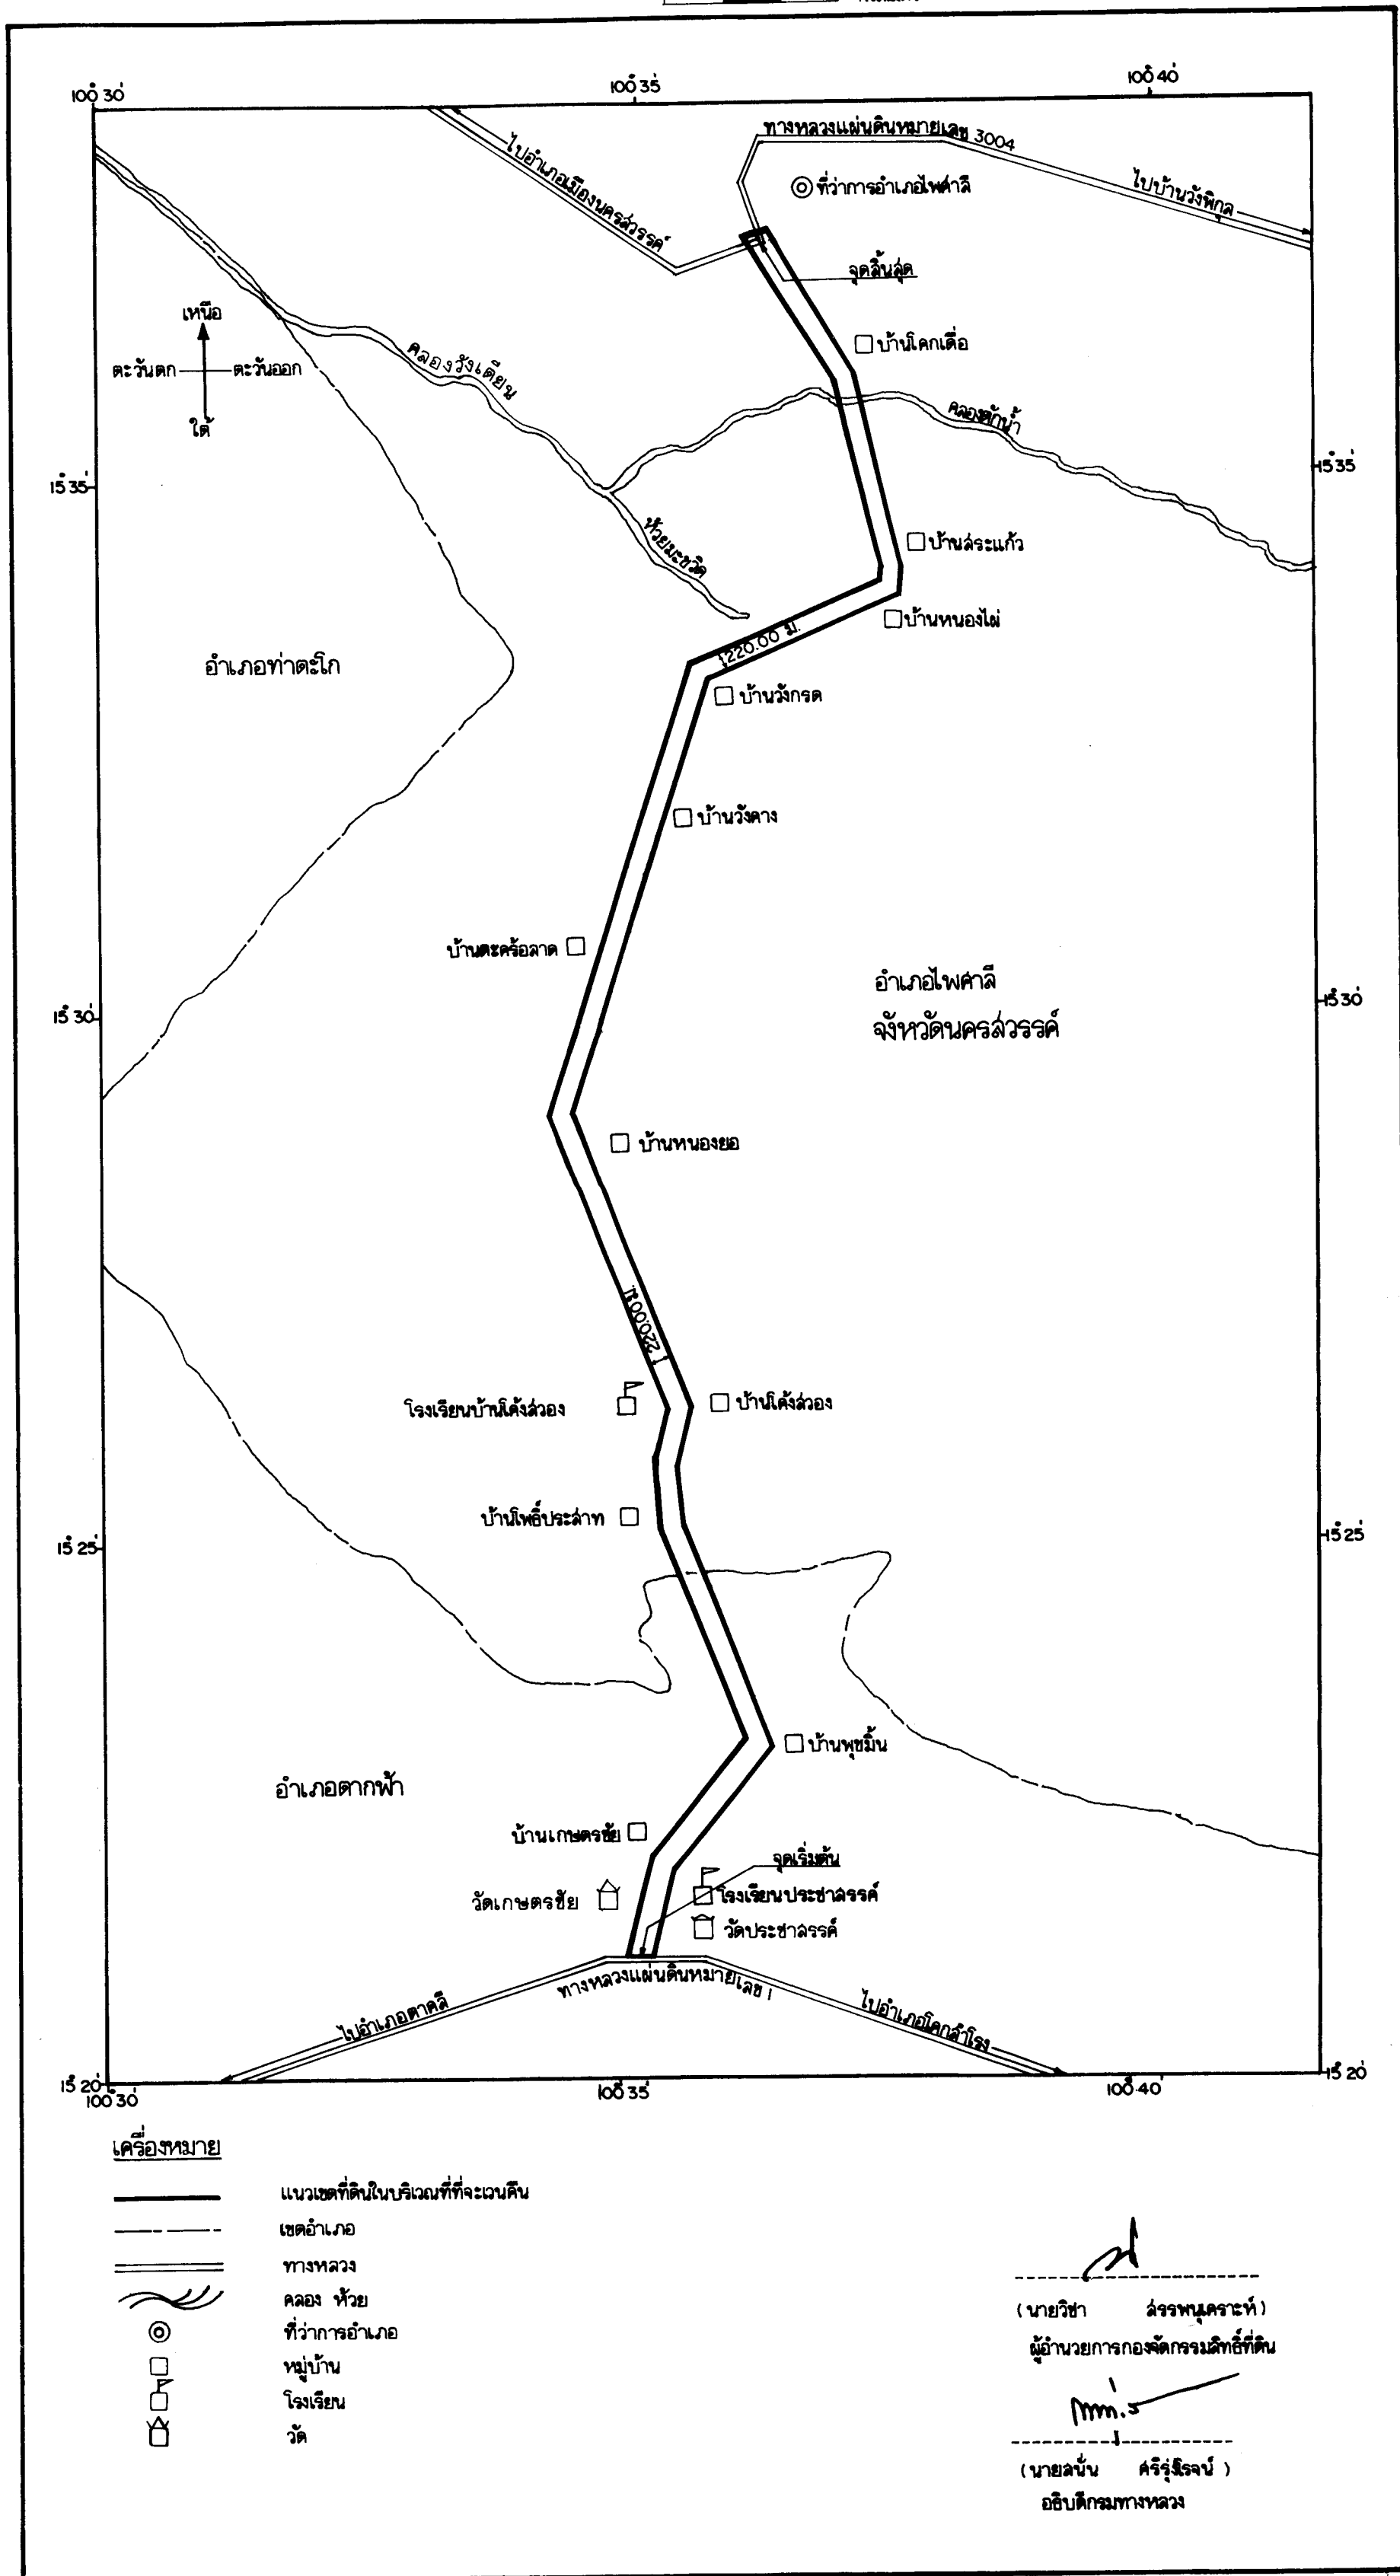 100° 30′
100° 35′
100° 40′
ทางหลวงแผ่นดินหมายเลข 3004
ไปอำเภอเมืองนครสวรรค์
ที่ว่าการอำเภอไพศาลี
ไปบ้านวังพิกุล
จุดสิ้นสุด
เหนือ
ตะวันตก
ตะวันออก
ใต้
บ้านโคกเดื่อ
คลองวังเตียน
คลองตักน้ำ
15° 35′
15° 35′
ห้วยมะขวิด
บ้านสระแก้ว
บ้านหนองไผ่
220.00 ม.
อำเภอท่าตะโก
บ้านวังกรด
บ้านวังคาง
บ้านตะคร้อลาด
อำเภอไพศาลี
จังหวัดนครสวรรค์
15° 30′
15° 30′
บ้านหนองยอ
220.00 ม.
โรงเรียนบ้านโค้งสวอง
บ้านโค้งสวอง
บ้านโพธิ์ประสาท
15° 25′
15° 25′
บ้านพุขมิ้น
อำเภอตากฟ้า
บ้านเกษตรชัย
จุดเริ่มต้น
วัดเกษตรชัย
โรงเรียนประชาสรรค์
วัดประชาสรรค์
ทางหลวงแผ่นดินหมายเลข 1
ไปอำเภอตาคลี
ไปอำเภอโคกสำโรง
15° 20′
15° 20′
100° 30′
100° 35′
100° 40′
เครื่องหมาย
แนวเขตที่ดินในบริเวณที่ที่จะเวนคืน
เขตอำเภอ
ทางหลวง
คลอง ห้วย
ที่ว่าการอำเภอ
หมู่บ้าน
โรงเรียน
วัด
(นายวิชา สรรพนุเคราะห์)
ผู้อำนวยการกองจัดกรรมสิทธิ์ที่ดิน
(นายสนั่น ศรีรุ่งโรจน์)
อธิบดีกรมทางหลวง